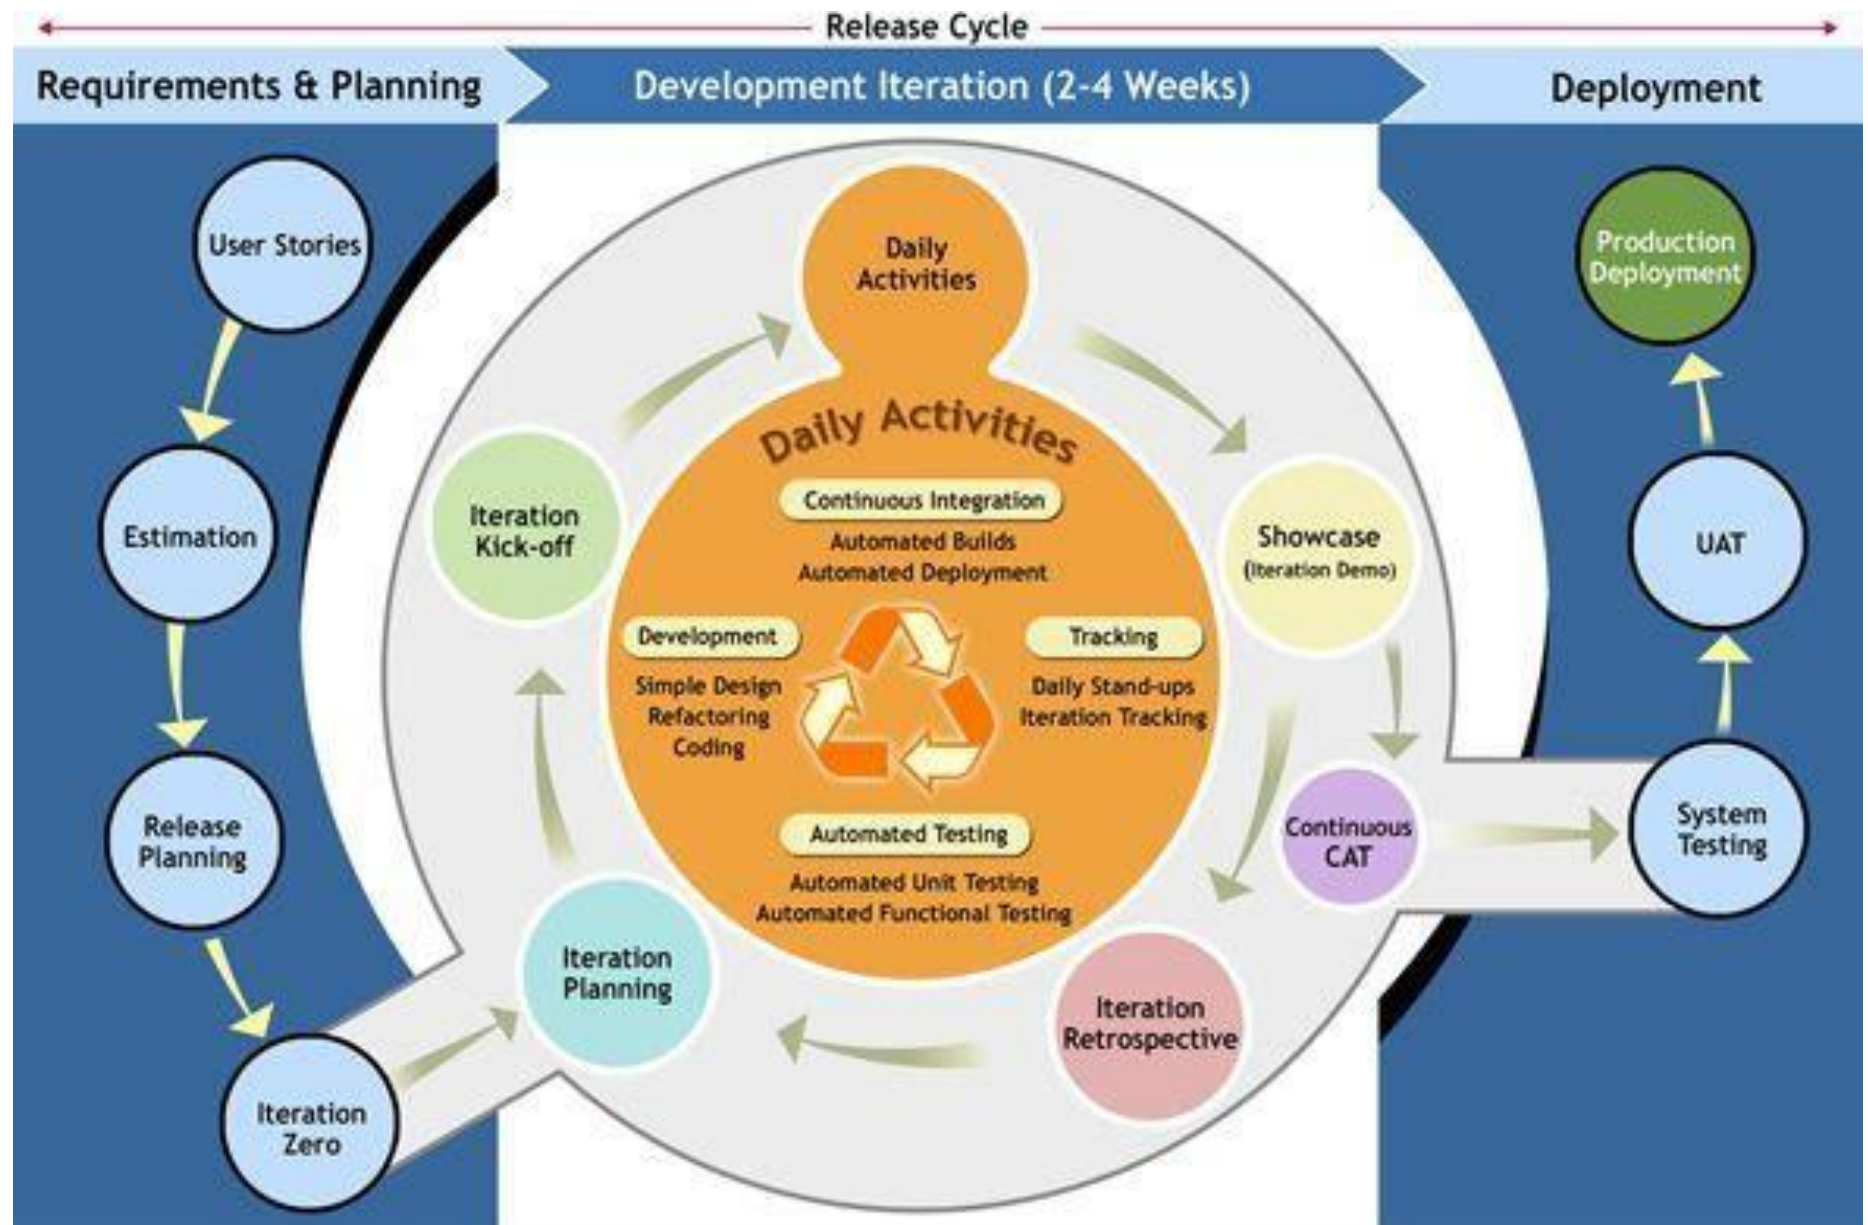 Release Cycle
Requirements & Planning
Development Iteration (2-4 Weeks)
Deployment
User Stories
Estimation
Release
Planning
Iteration
Zero
Iteration
Planning
Iteration
Kick-off
Daily
Activities
Daily Activities
Continuous Integration
Automated Builds
Automated Deployment
Development
Simple Design
Refactoring
Coding
Tracking
Daily Stand-ups
Iteration Tracking
Automated Testing
Automated Unit Testing
Automated Functional Testing
Showcase
(Iteration Demo)
Continuous
CAT
Iteration
Retrospective
System
Testing
UAT
Production
Deployment